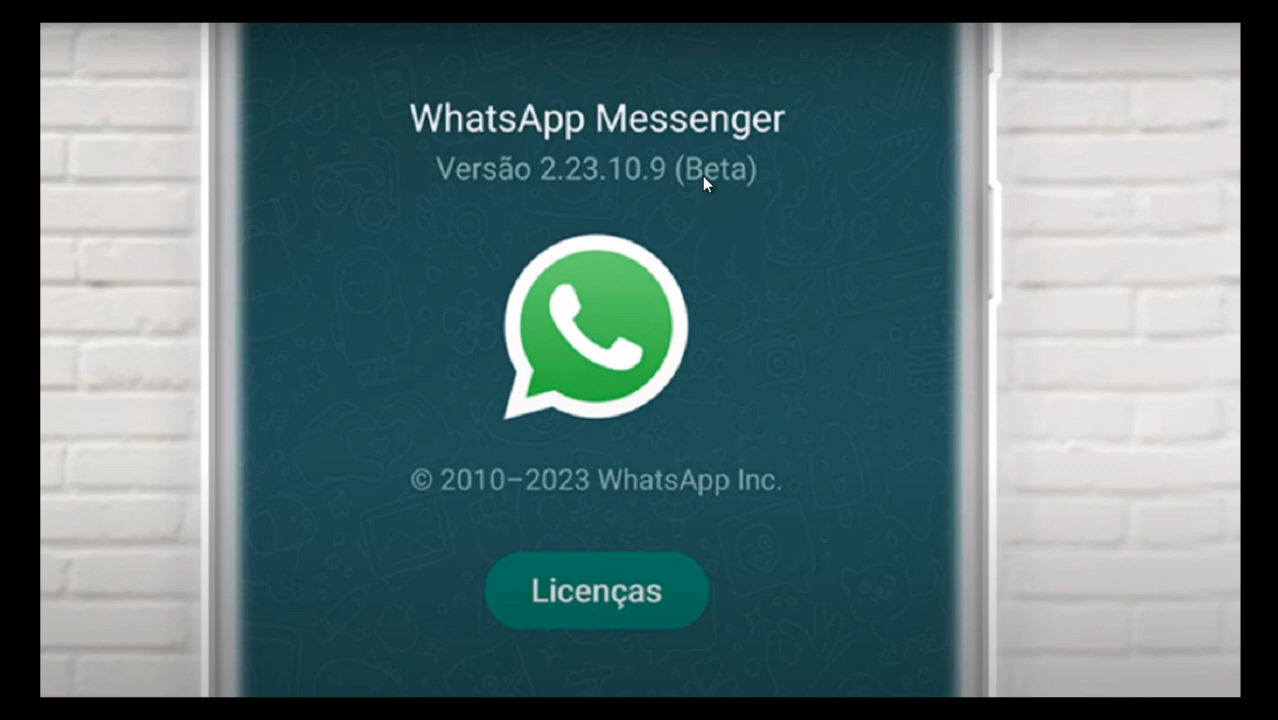 WhatsApp Messenger
Versão 2.23.10.9 (Beta)
© 2010–2023 WhatsApp Inc.
Licenças